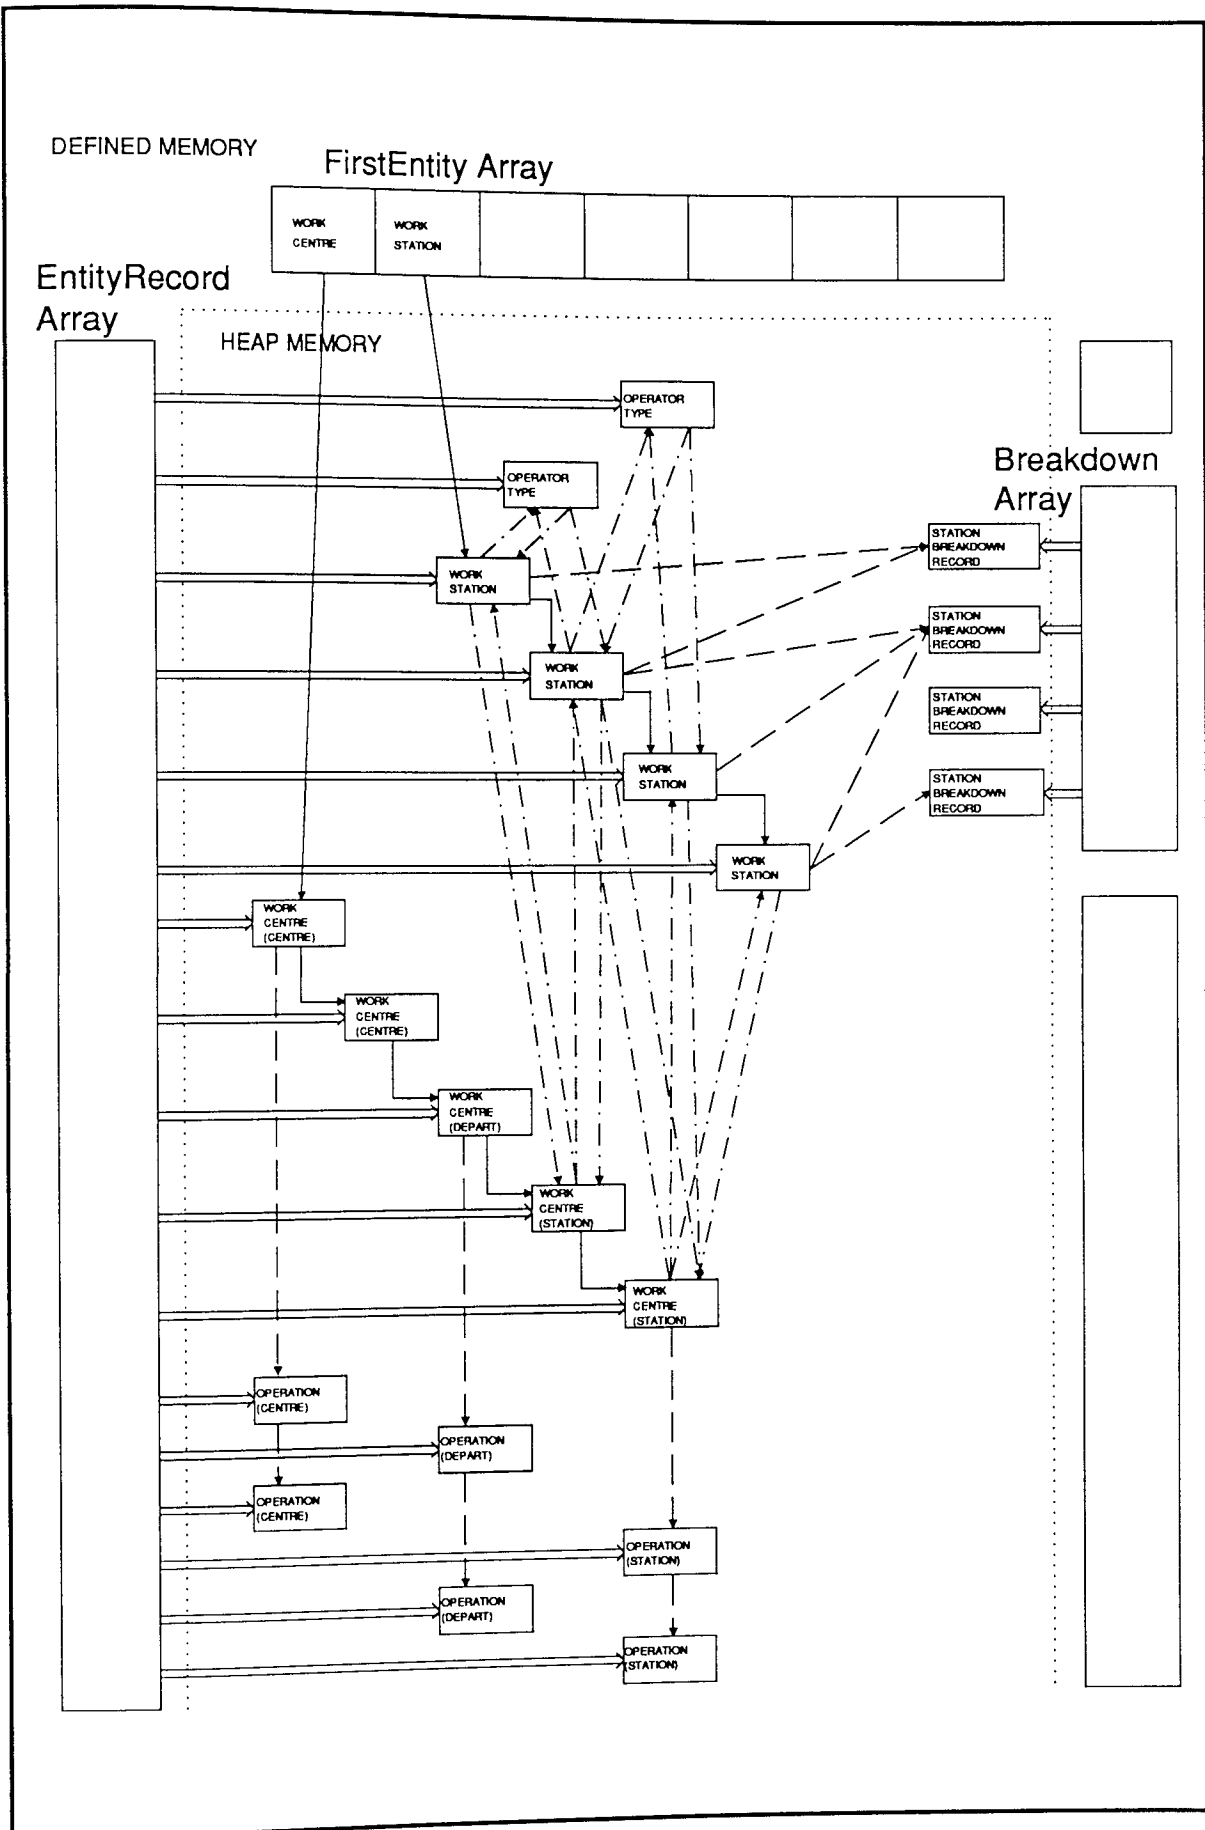 DEFINED MEMORY
FirstEntity Array
WORK
CENTRE
WORK
STATION
EntityRecord
Array
HEAP MEMORY
OPERATOR
TYPE
OPERATOR
TYPE
Breakdown
Array
STATION
BREAKDOWN
RECORD
WORK
STATION
STATION
BREAKDOWN
RECORD
WORK
STATION
STATION
BREAKDOWN
RECORD
WORK
STATION
STATION
BREAKDOWN
RECORD
WORK
STATION
WORK
CENTRE
(CENTRE)
WORK
CENTRE
(CENTRE)
WORK
CENTRE
(DEPART)
WORK
CENTRE
(STATION)
WORK
CENTRE
(STATION)
OPERATION
(CENTRE)
OPERATION
(DEPART)
OPERATION
(CENTRE)
OPERATION
(STATION)
OPERATION
(DEPART)
OPERATION
(STATION)